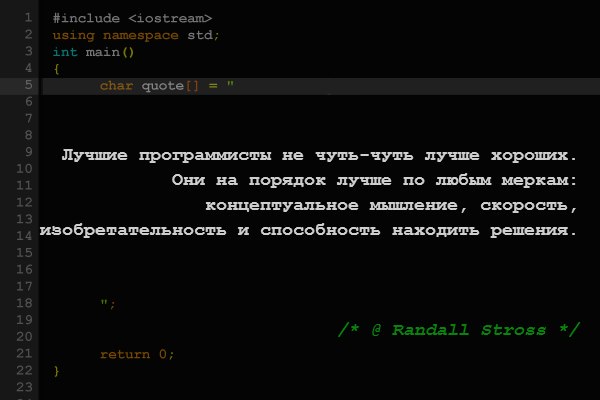 1 #include <iostream>
2 using namespace std;
3 int main()
4 {
5 char quote[] = "
6
7
8
9 Лучшие программисты не чуть-чуть лучше хороших.
10
11 Они на порядок лучше по любым меркам:
12 концептуальное мышление, скорость,
13
14 изобретательность и способность находить решения.
15
16
17
18 ";
19
20 /* @ Randall Stross */
21 return 0;
22 }
23